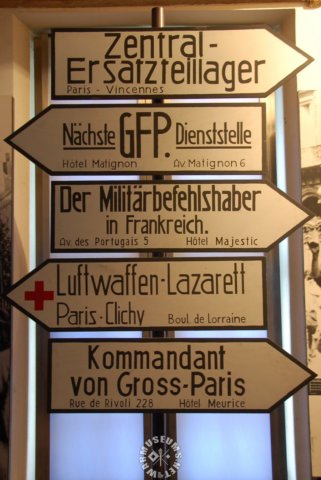 Zentral-
Ersatzteillager
Paris - Vincennes
Nächste GFP. Dienststelle
Hôtel Matignon Av. Matignon 6
Der Militärbefehlshaber
in Frankreich.
Av. des Portugais 5 Hôtel Majestic
Luftwaffen-Lazarett
Paris-Clichy Boul. de Lorraine
Kommandant
von Gross-Paris
Rue de Rivoli 228 Hôtel Meurice
WARMUSEUMS.NET